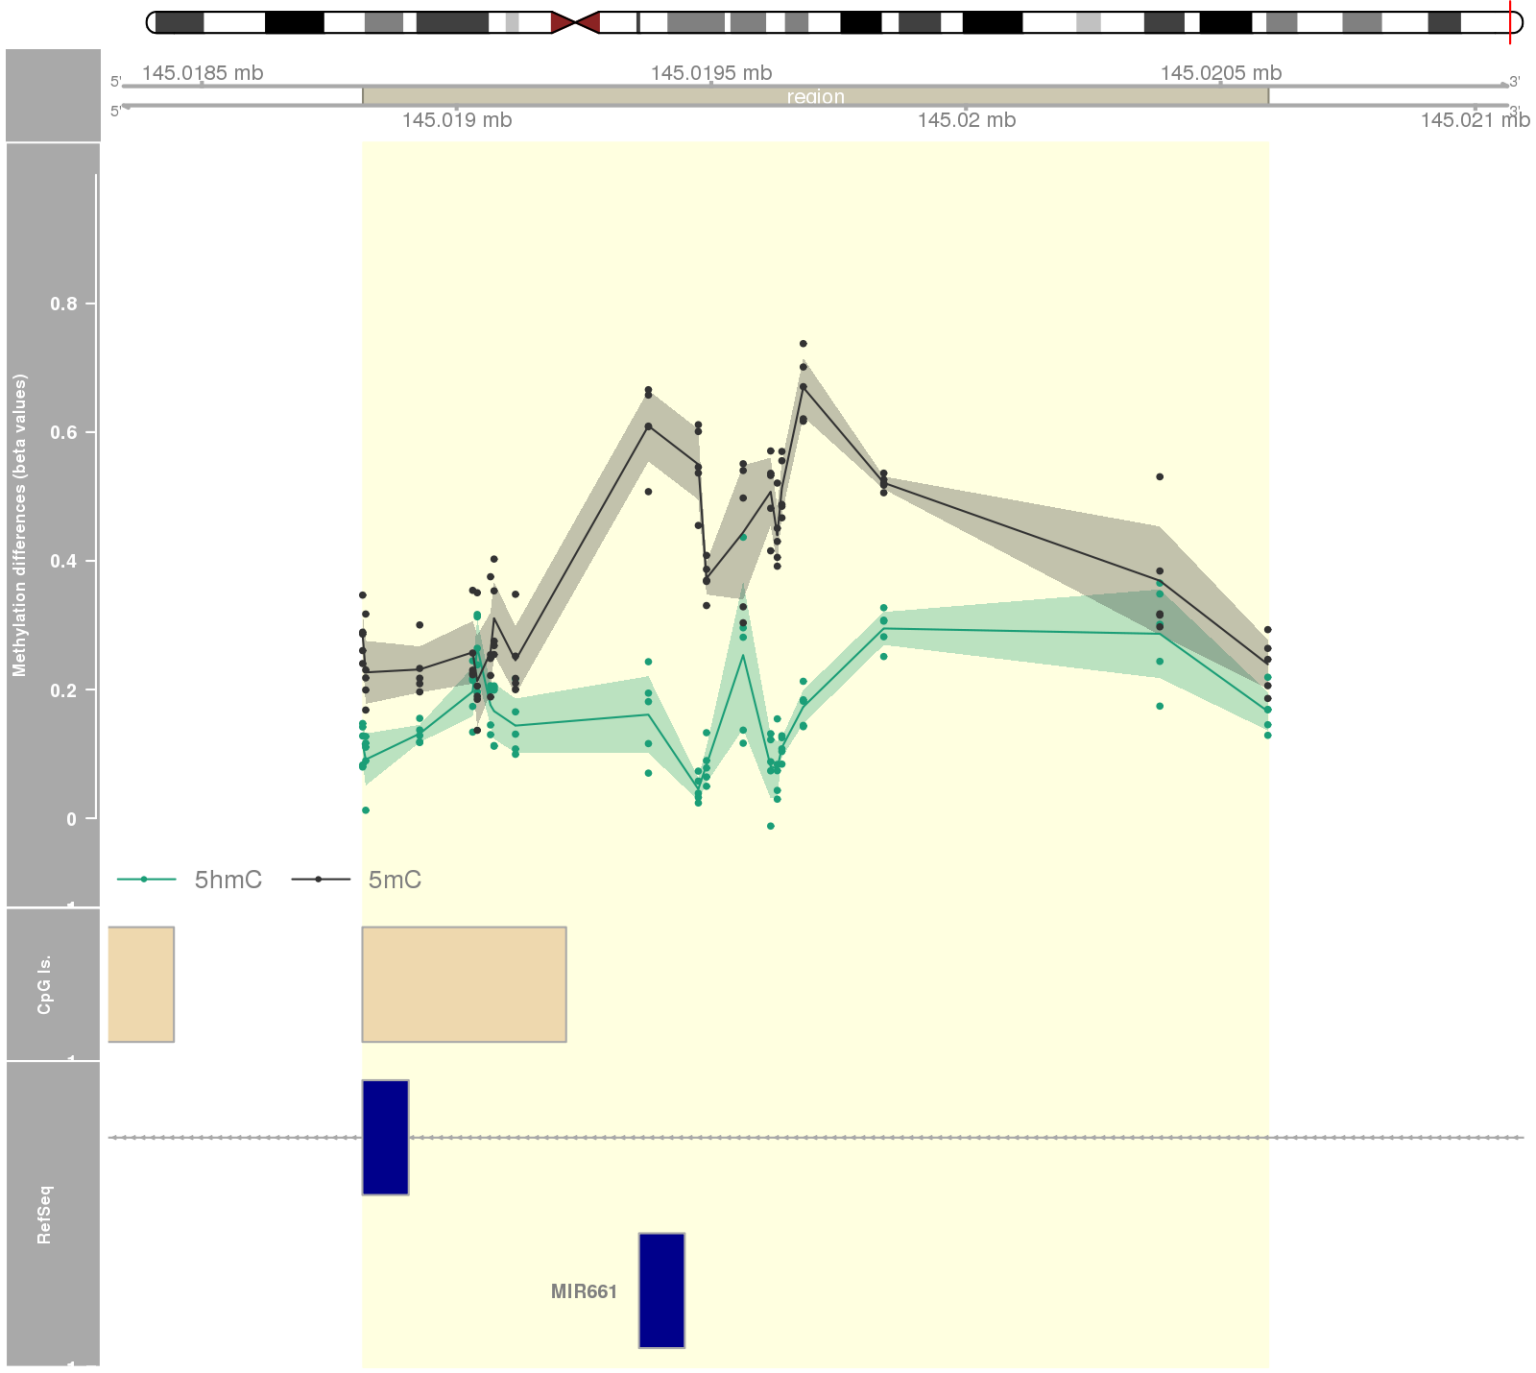 145.0185 mb
145.0195 mb
145.0205 mb
5'
3'
region
5'
3'
145.019 mb
145.02 mb
145.021 mb
Methylation differences (beta values)
0.8
0.6
0.4
0.2
0
5hmC
5mC
CpG Is.
RefSeq
MIR661